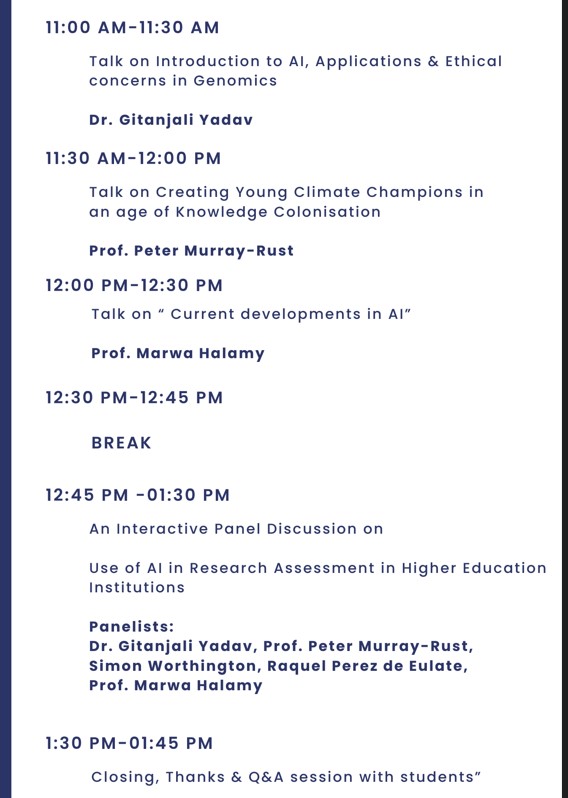 11:00 AM-11:30 AM
Talk on Introduction to AI, Applications & Ethical
concerns in Genomics
Dr. Gitanjali Yadav
11:30 AM-12:00 PM
Talk on Creating Young Climate Champions in
an age of Knowledge Colonisation
Prof. Peter Murray-Rust
12:00 PM-12:30 PM
Talk on “ Current developments in AI”
Prof. Marwa Halamy
12:30 PM-12:45 PM
BREAK
12:45 PM -01:30 PM
An Interactive Panel Discussion on
Use of AI in Research Assessment in Higher Education
Institutions
Panelists:
Dr. Gitanjali Yadav, Prof. Peter Murray-Rust,
Simon Worthington, Raquel Perez de Eulate,
Prof. Marwa Halamy
1:30 PM-01:45 PM
Closing, Thanks & Q&A session with students”